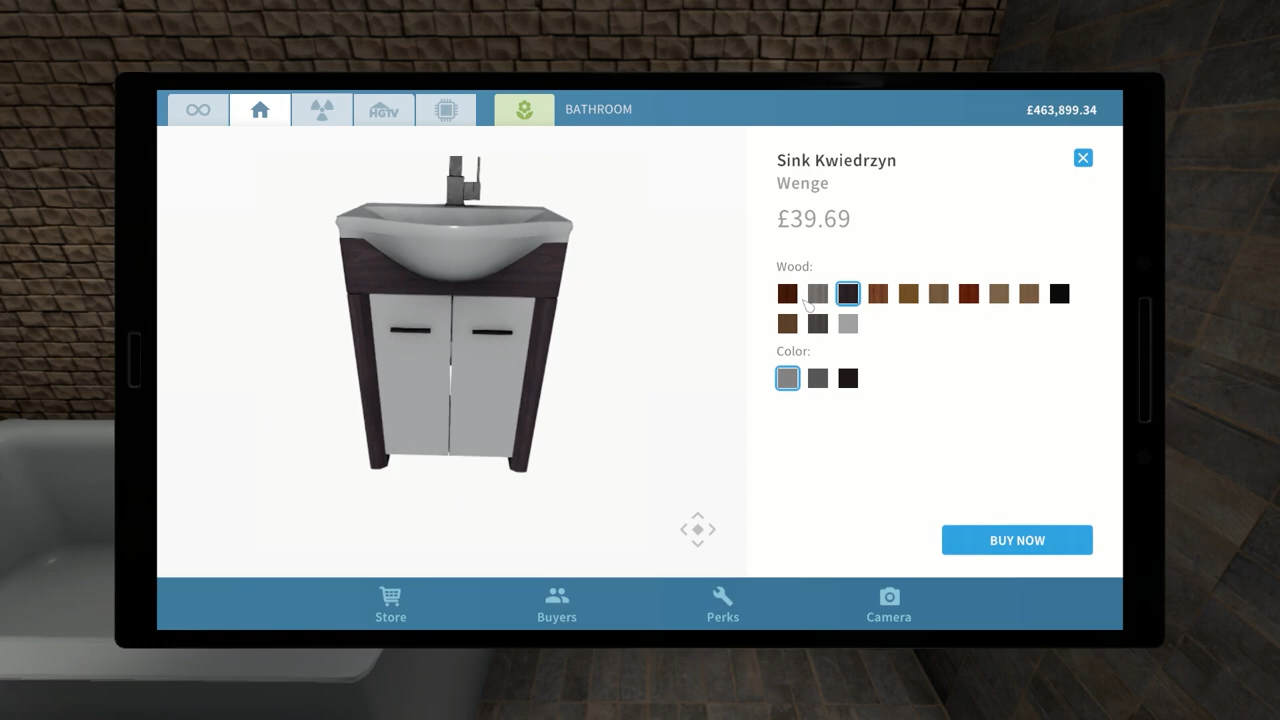 HGTV
BATHROOM
£463,899.34
Sink Kwiedrzyn
Wenge
£39.69
Wood:
Color:
BUY NOW
Store
Buyers
Perks
Camera